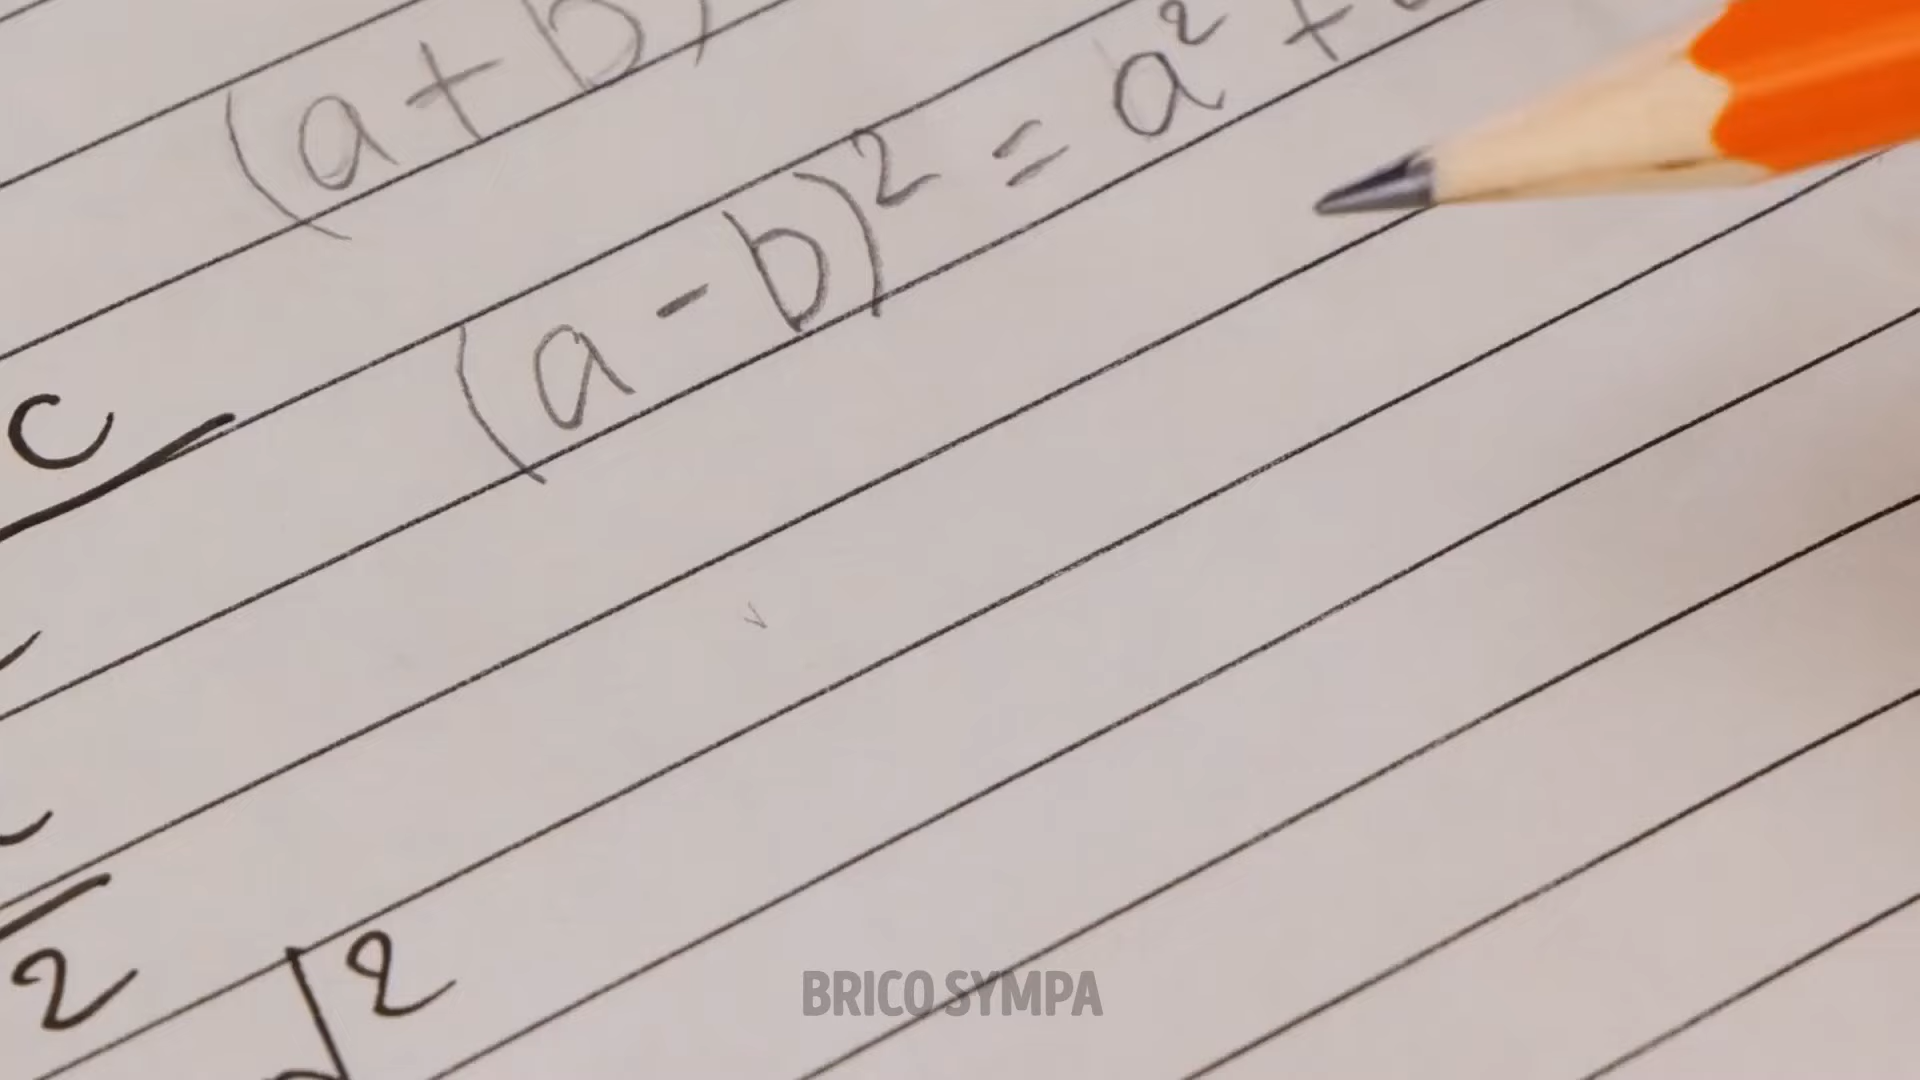 (a+b)
(a-b)² = a² +
c
2
2
BRICO SYMPA